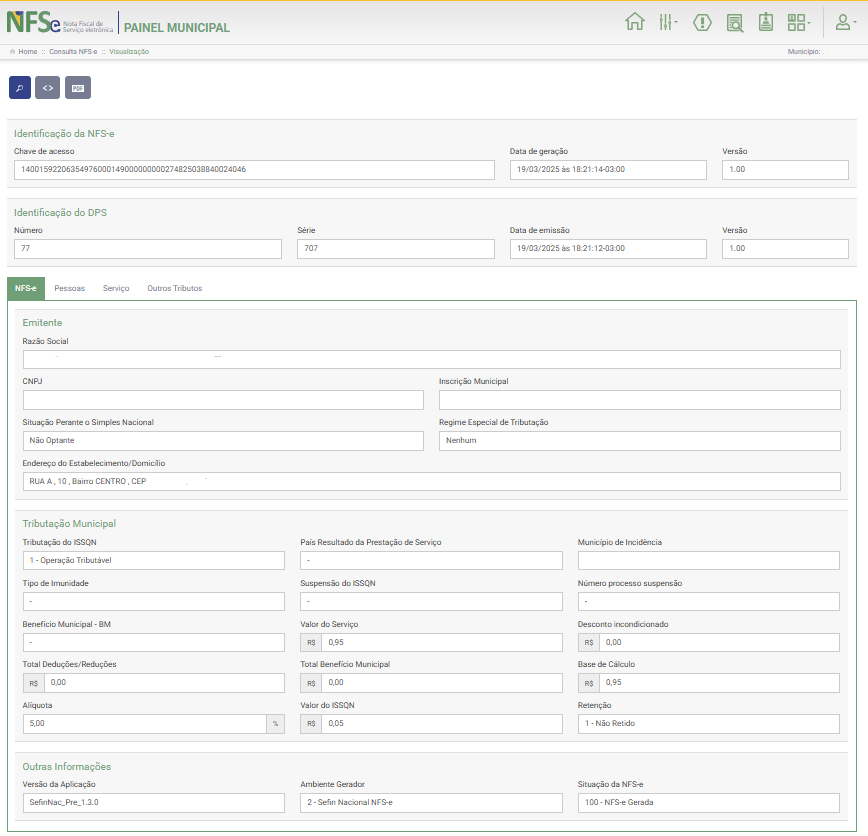 NFSe Nota Fiscal de Serviço eletrônica PAINEL MUNICIPAL
Home :: Consulta NFS-e :: Visualização Município:
<> PDF
Identificação da NFS-e
Chave de acesso Data de geração Versão
14001592206354976000149000000000274825038840024046 19/03/2025 às 18:21:14-03:00 1.00
Identificação do DPS
Número Série Data de emissão Versão
77 707 19/03/2025 às 18:21:12-03:00 1.00
NFS-e Pessoas Serviço Outros Tributos
Emitente
Razão Social
CNPJ Inscrição Municipal
Situação Perante o Simples Nacional Regime Especial de Tributação
Não Optante Nenhum
Endereço do Estabelecimento/Domicílio
RUA A , 10 , Bairro CENTRO , CEP
Tributação Municipal
Tributação do ISSQN País Resultado da Prestação de Serviço Município de Incidência
1 - Operação Tributável -
Tipo de Imunidade Suspensão do ISSQN Número processo suspensão
- - -
Benefício Municipal - BM Valor do Serviço Desconto incondicionado
- R$ 0,95 R$ 0,00
Total Deduções/Reduções Total Benefício Municipal Base de Cálculo
R$ 0,00 R$ 0,00 R$ 0,95
Alíquota Valor do ISSQN Retenção
5,00 % R$ 0,05 1 - Não Retido
Outras Informações
Versão da Aplicação Ambiente Gerador Situação da NFS-e
SefinNac_Pre_1.3.0 2 - Sefin Nacional NFS-e 100 - NFS-e Gerada